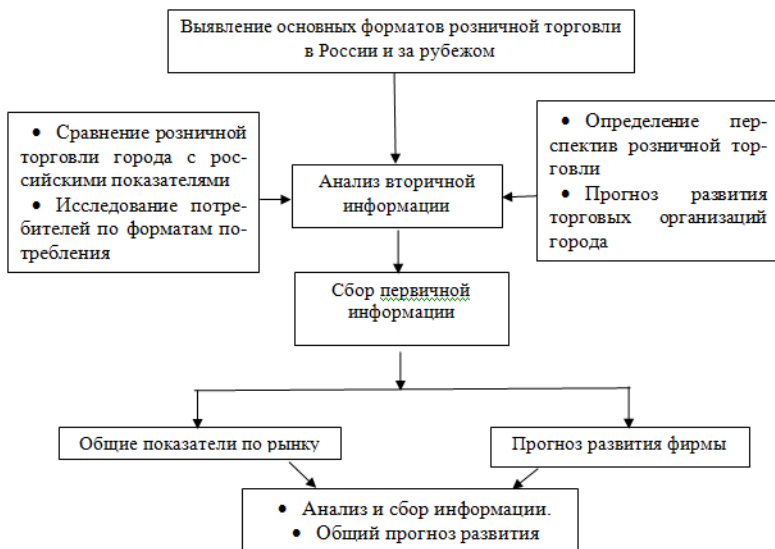 Выявление основных форматов розничной торговли
в России и за рубежом
• Сравнение розничной
торговли города с рос-
сийскими показателями
• Исследование потре-
бителей по форматам по-
требления
Анализ вторичной
информации
• Определение пер-
спектив розничной тор-
говли
• Прогноз развития
торговых организаций
города
Сбор первичной
информации
Общие показатели по рынку
Прогноз развития фирмы
• Анализ и сбор информации.
• Общий прогноз развития